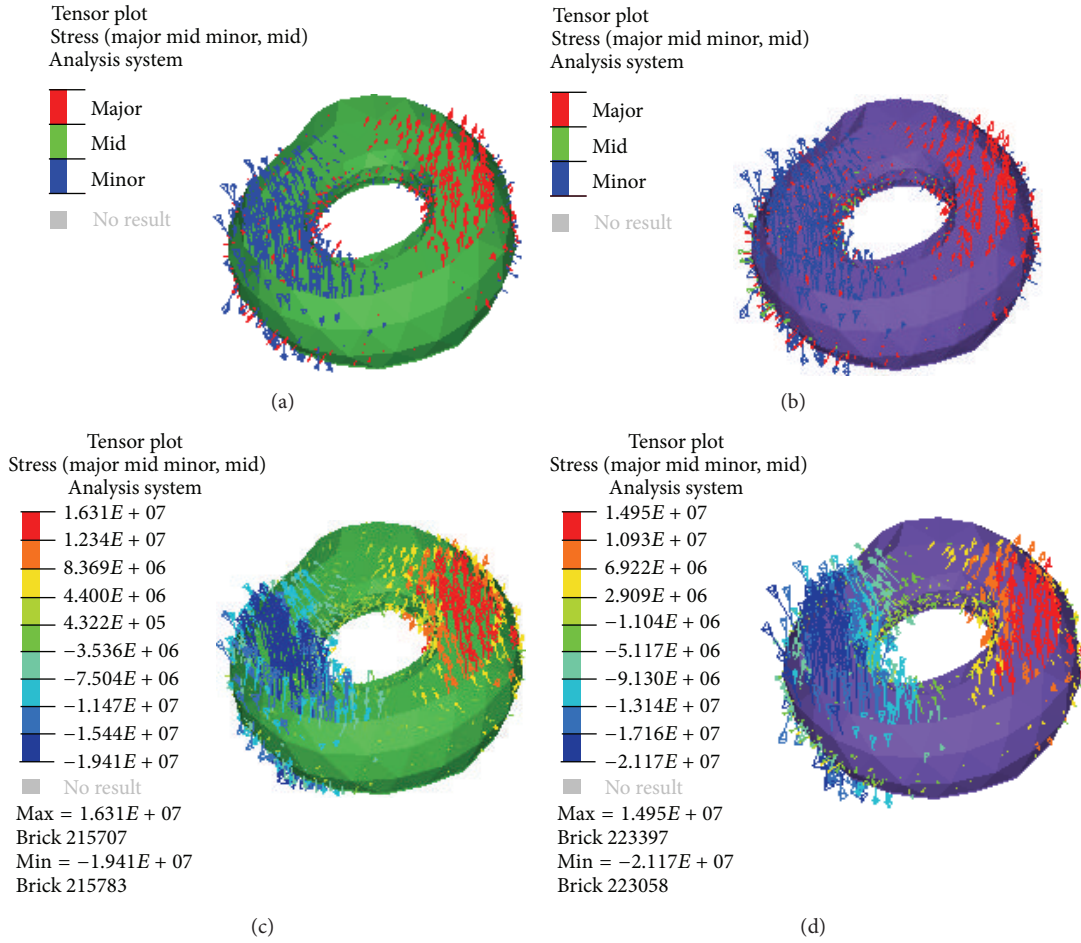 Tensor plot
Stress (major mid minor, mid)
Analysis system
Major
Mid
Minor
No result
(a)
Tensor plot
Stress (major mid minor, mid)
Analysis system
Major
Mid
Minor
No result
(b)
Tensor plot
Stress (major mid minor, mid)
Analysis system
1.631E + 07
1.234E + 07
8.369E + 06
4.400E + 06
4.322E + 05
−3.536E + 06
−7.504E + 06
−1.147E + 07
−1.544E + 07
−1.941E + 07
No result
Max = 1.631E + 07
Brick 215707
Min = −1.941E + 07
Brick 215783
(c)
Tensor plot
Stress (major mid minor, mid)
Analysis system
1.495E + 07
1.093E + 07
6.922E + 06
2.909E + 06
−1.104E + 06
−5.117E + 06
−9.130E + 06
−1.314E + 07
−1.716E + 07
−2.117E + 07
No result
Max = 1.495E + 07
Brick 223397
Min = −2.117E + 07
Brick 223058
(d)